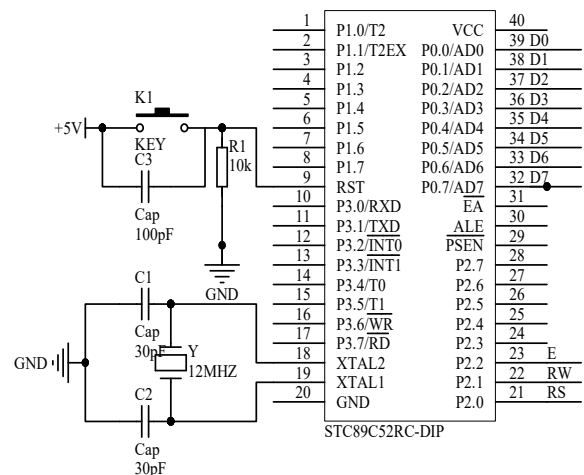 1 P1.0/T2 VCC 40
2 P1.1/T2EX P0.0/AD0 39 D0
3 P1.2 P0.1/AD1 38 D1
4 P1.3 P0.2/AD2 37 D2
5 P1.4 P0.3/AD3 36 D3
6 P1.5 P0.4/AD4 35 D4
7 P1.6 P0.5/AD5 34 D5
8 P1.7 P0.6/AD6 33 D6
9 RST P0.7/AD7 32 D7
10 P3.0/RXD EA 31
11 P3.1/TXD ALE 30
12 P3.2/INT0 PSEN 29
13 P3.3/INT1 P2.7 28
14 P3.4/T0 P2.6 27
15 P3.5/T1 P2.5 26
16 P3.6/WR P2.4 25
17 P3.7/RD P2.3 24
18 XTAL2 P2.2 23 E
19 XTAL1 P2.1 22 RW
20 GND P2.0 21 RS
STC89C52RC-DIP
K1
+5V
KEY
R1
10k
C3
Cap
100pF
GND
C1
Cap
30pF
Y
12MHZ
GND
C2
Cap
30pF